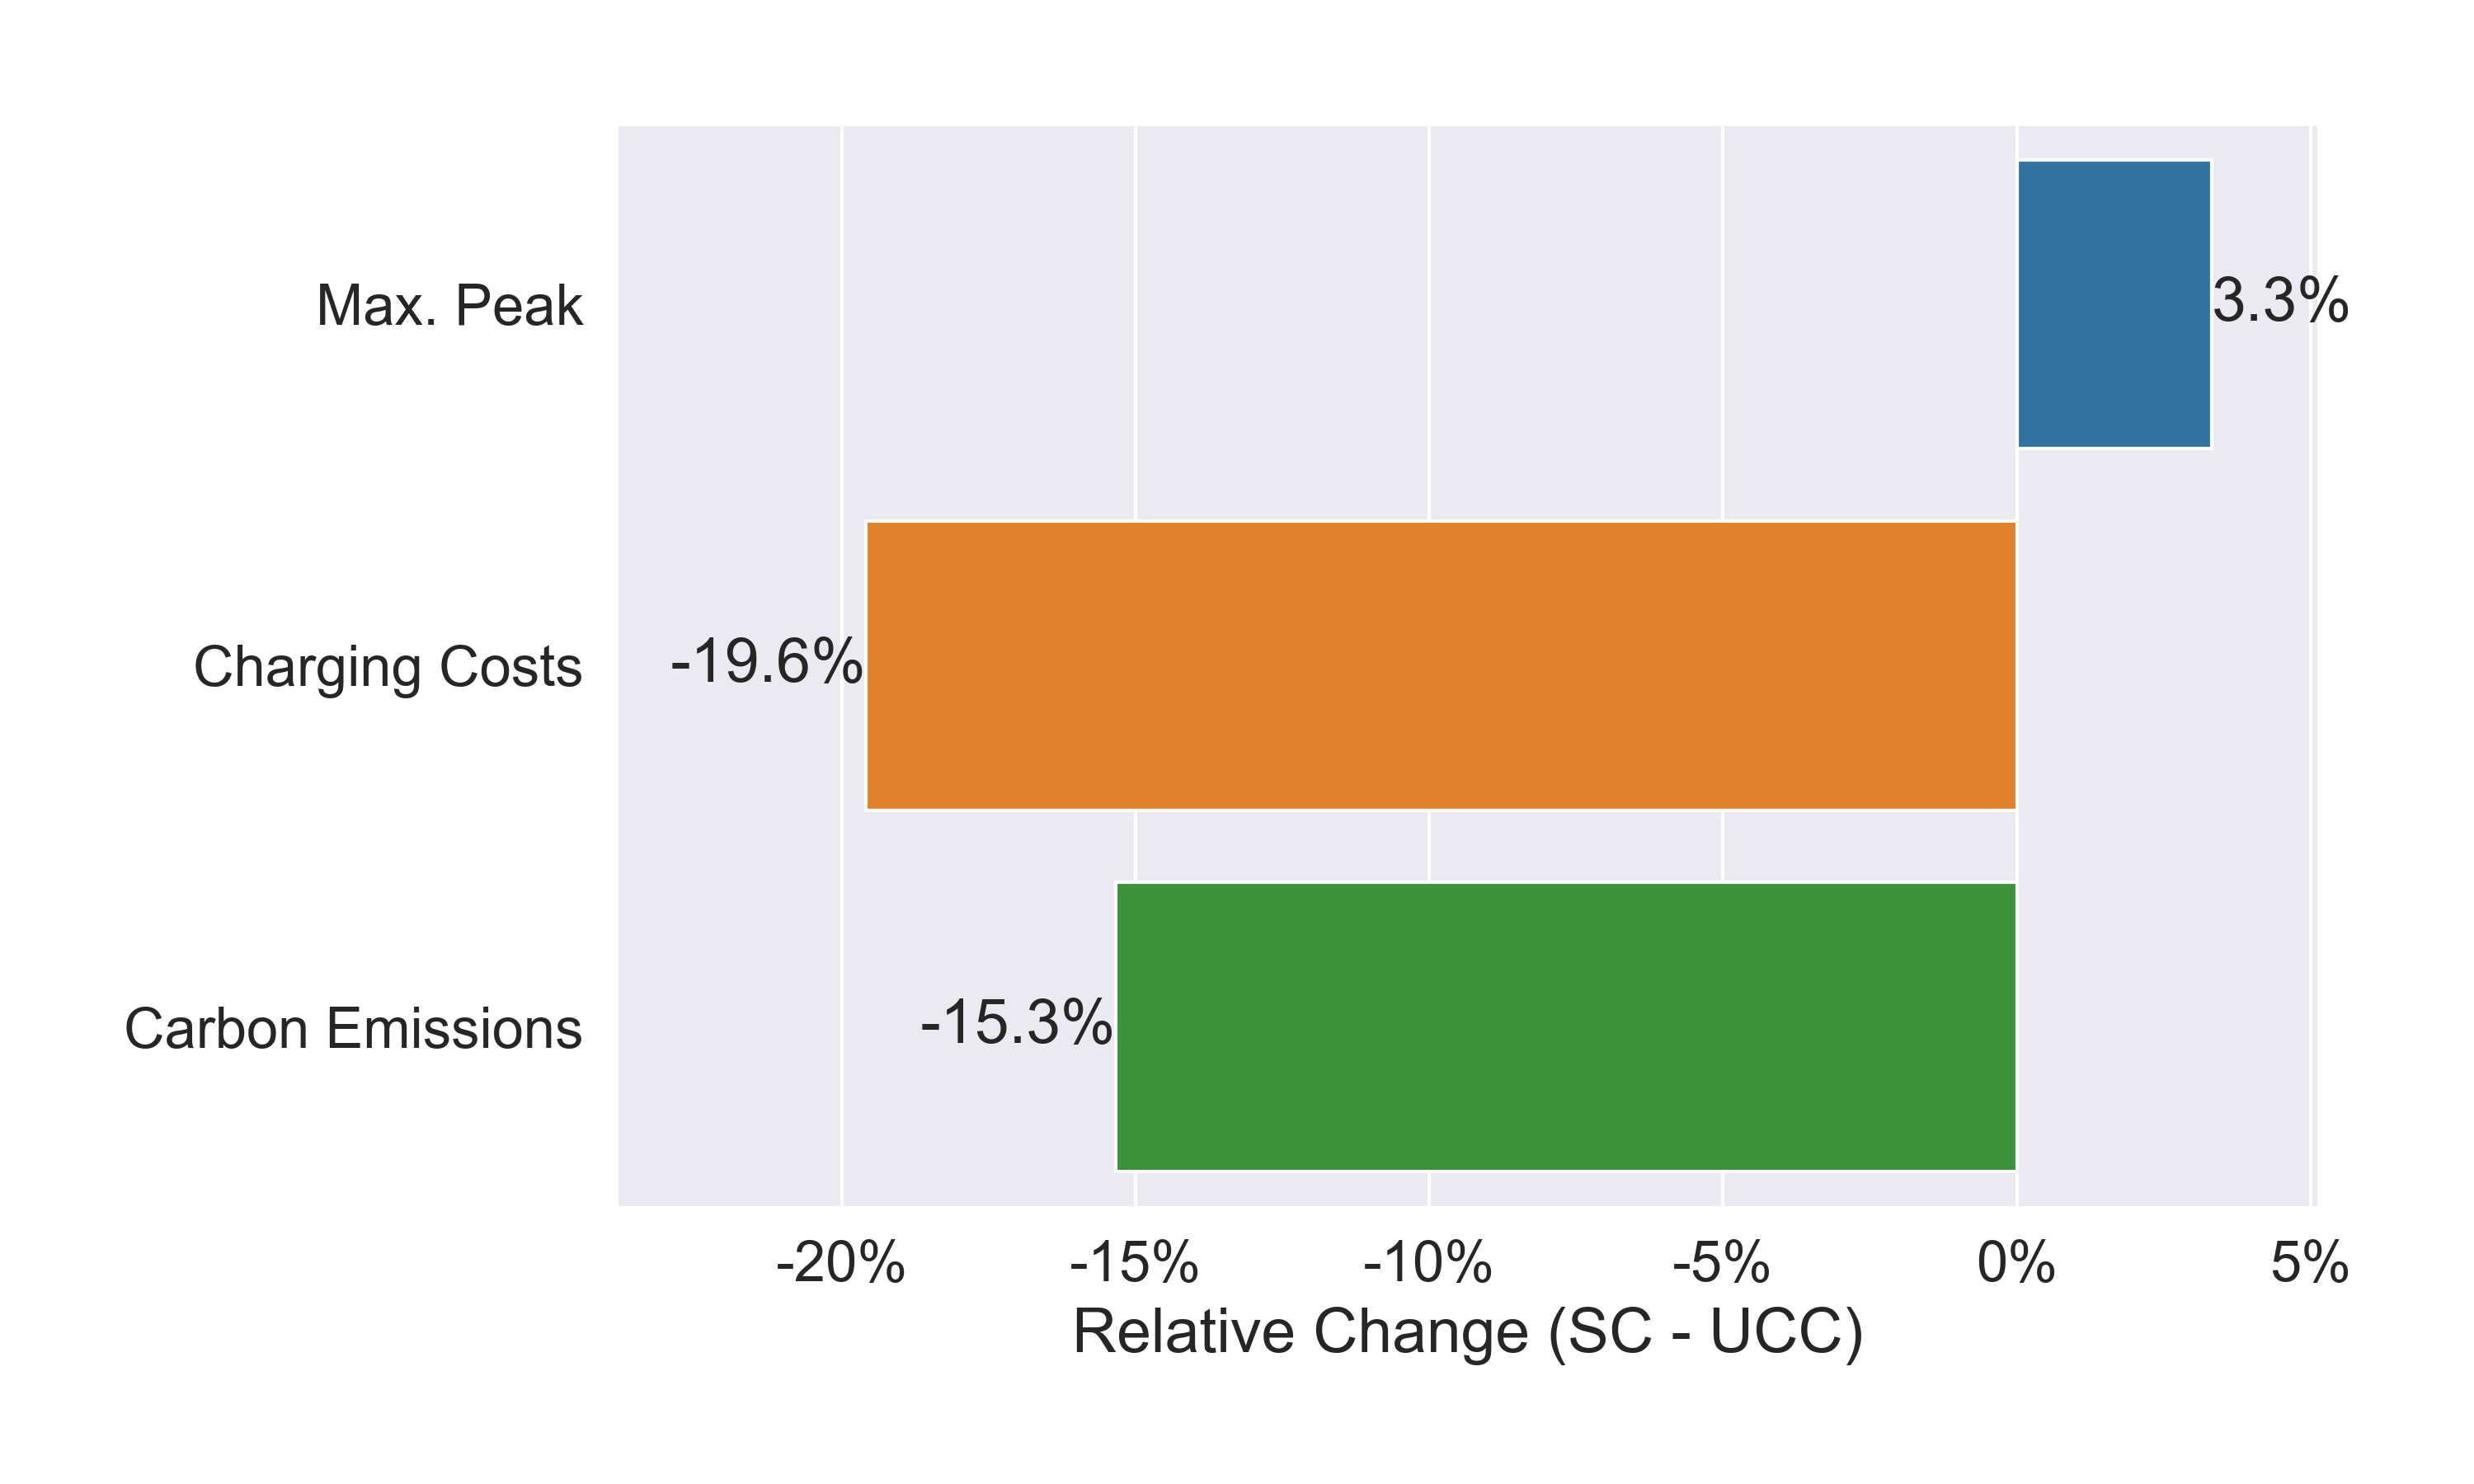 Max. Peak
3.3%
Charging Costs
-19.6%
Carbon Emissions
-15.3%
-20% -15% -10% -5% 0% 5%
Relative Change (SC - UCC)